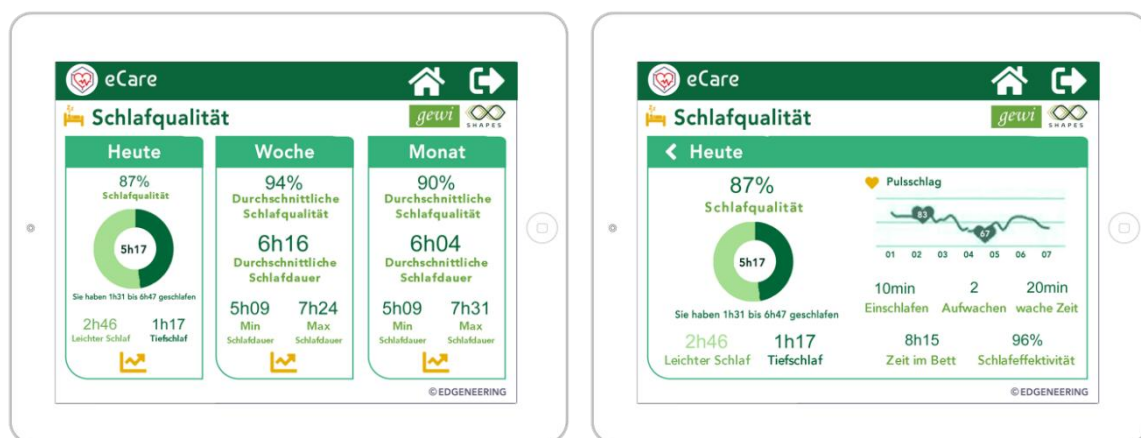 eCare
Schlafqualität
gewi
SHAPES
Heute
87%
Schlafqualität
5h17
Sie haben 1h31 bis 6h47 geschlafen
2h46
Leichter Schlaf
1h17
Tiefschlaf
Woche
94%
Durchschnittliche
Schlafqualität
6h16
Durchschnittliche
Schlafdauer
5h09
Min
Schlafdauer
7h24
Max
Schlafdauer
Monat
90%
Durchschnittliche
Schlafqualität
6h04
Durchschnittliche
Schlafdauer
5h09
Min
Schlafdauer
7h31
Max
Schlafdauer
©EDGENEERING
eCare
Schlafqualität
gewi
SHAPES
Heute
87%
Schlafqualität
5h17
Sie haben 1h31 bis 6h47 geschlafen
2h46
Leichter Schlaf
1h17
Tiefschlaf
Pulsschlag
83
67
01 02 03 04 05 06 07
10min
Einschlafen
2
Aufwachen
20min
wache Zeit
8h15
Zeit im Bett
96%
Schlafeffektivität
©EDGENEERING